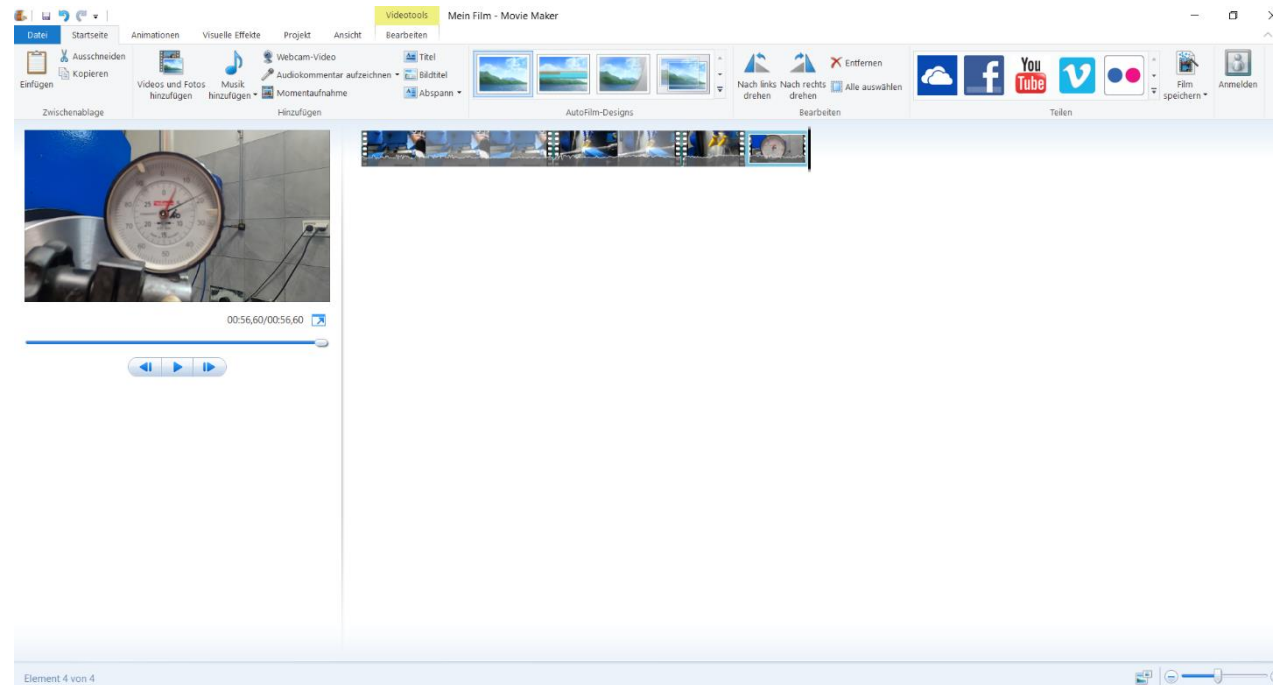 Videotools
Mein Film - Movie Maker
Datei
Startseite
Animationen
Visuelle Effekte
Projekt
Ansicht
Bearbeiten
Einfügen
Ausschneiden
Kopieren
Zwischenablage
Videos und Fotos
hinzufügen
Musik
hinzufügen
Webcam-Video
Audiokommentar aufzeichnen
Momentaufnahme
Titel
Bildtitel
Abspann
Hinzufügen
AutoFilm-Designs
Nach links
drehen
Nach rechts
drehen
Entfernen
Alle auswählen
Bearbeiten
You
Tube
Teilen
Film
speichern
Anmelden
00:56,60/00:56,60
Element 4 von 4